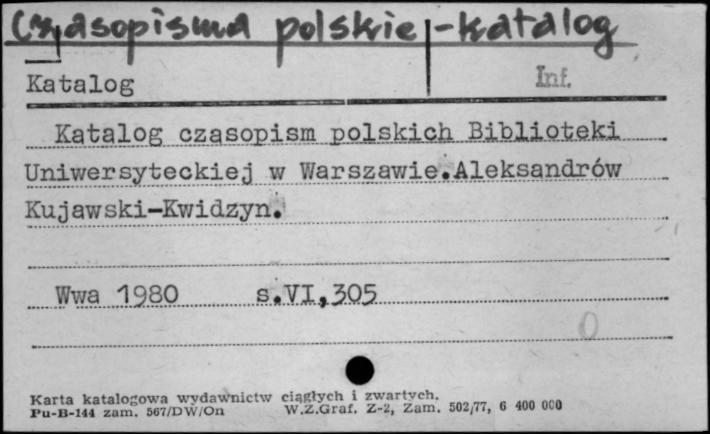 Czasopisma polskie - katalog
Katalog Inf.
Katalog czasopism polskich Biblioteki
Uniwersyteckiej w Warszawie.Aleksandrów
Kujawski-Kwidzyn.
Wwa 1980 s.VI,305
0
Karta katalogowa wydawnictw ciągłych i zwartych.
Pu-B-144 zam. 567/DW/On W.Z.Graf. Z-2, Zam. 502/77, 6 400 000